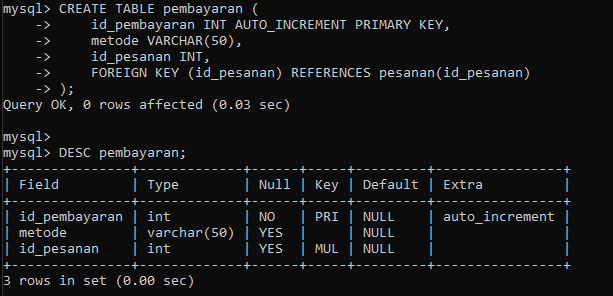 mysql> CREATE TABLE pembayaran (
    ->     id_pembayaran INT AUTO_INCREMENT PRIMARY KEY,
    ->     metode VARCHAR(50),
    ->     id_pesanan INT,
    ->     FOREIGN KEY (id_pesanan) REFERENCES pesanan(id_pesanan)
    -> );
Query OK, 0 rows affected (0.03 sec)
mysql>
mysql> DESC pembayaran;
+---------------+-------------+------+-----+---------+----------------+
| Field         | Type        | Null | Key | Default | Extra          |
+---------------+-------------+------+-----+---------+----------------+
| id_pembayaran | int         | NO   | PRI | NULL    | auto_increment |
| metode        | varchar(50) | YES  |     | NULL    |                |
| id_pesanan    | int         | YES  | MUL | NULL    |                |
+---------------+-------------+------+-----+---------+----------------+
3 rows in set (0.00 sec)